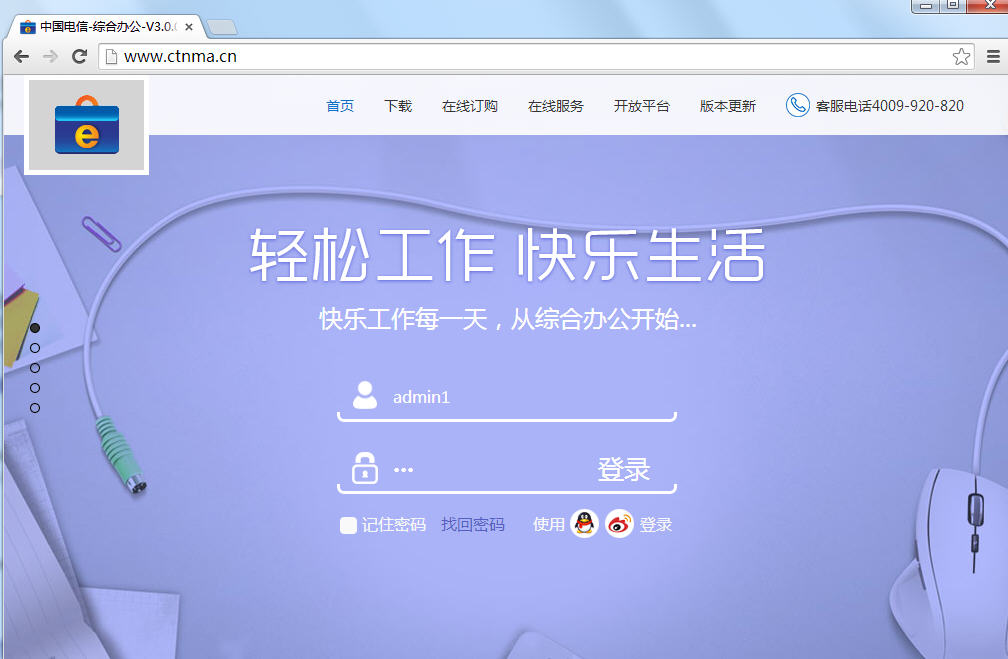 中国电信-综合办公-V3.0.
www.ctnma.cn
e
首页 下载 在线订购 在线服务 开放平台 版本更新 客服电话4009-920-820
轻松工作 快乐生活
快乐工作每一天，从综合办公开始...
admin1
••• 登录
记住密码 找回密码 使用 登录